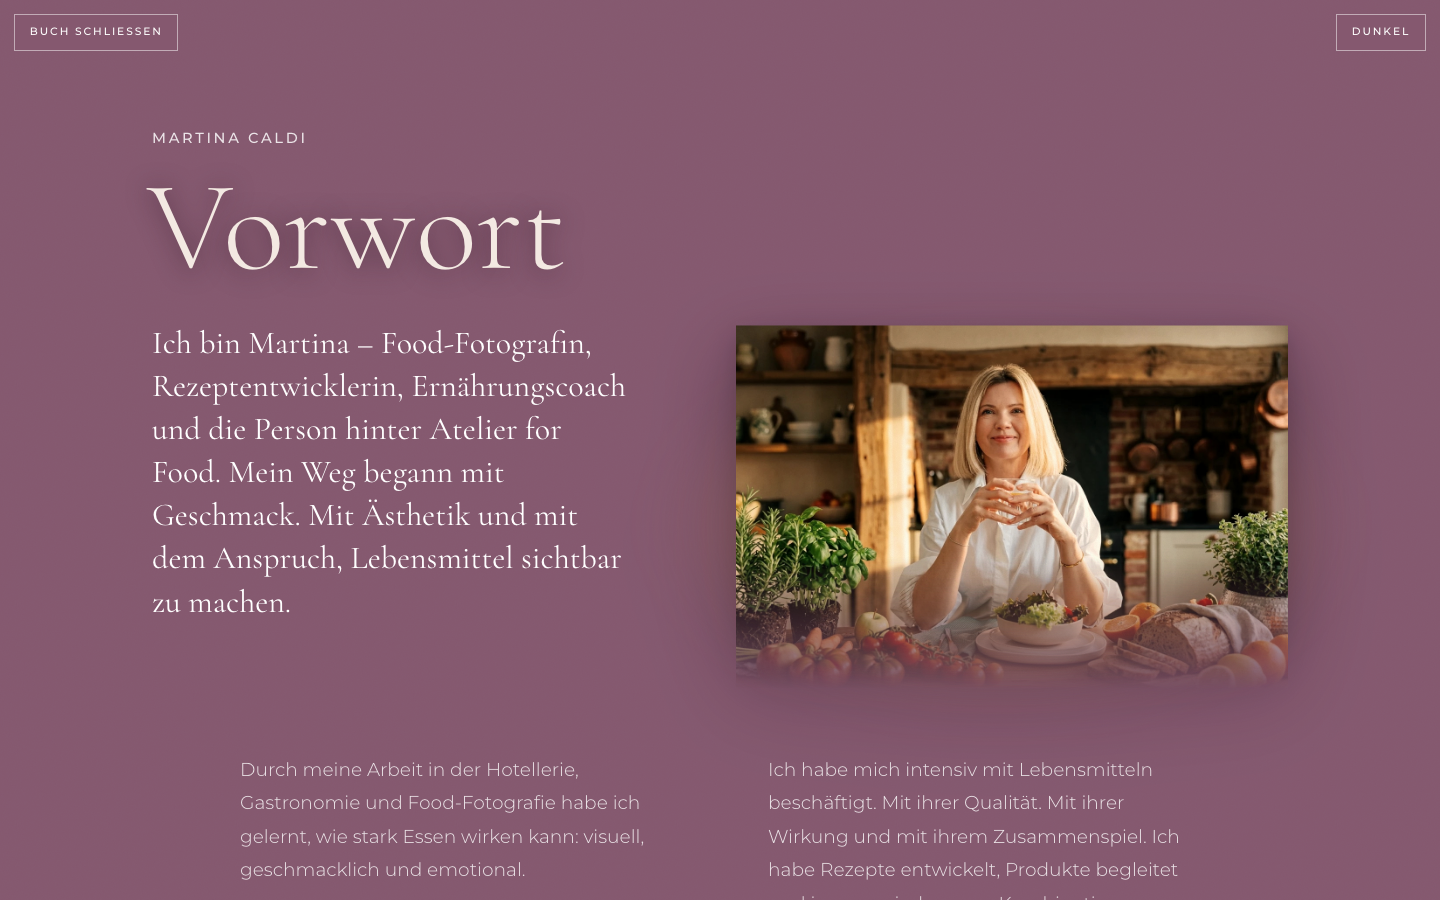 BUCH SCHLIESSEN
DUNKEL
MARTINA CALDI
Vorwort
Ich bin Martina – Food-Fotografin,
Rezeptentwicklerin, Ernährungscoach
und die Person hinter Atelier for
Food. Mein Weg begann mit
Geschmack. Mit Ästhetik und mit
dem Anspruch, Lebensmittel sichtbar
zu machen.
Durch meine Arbeit in der Hotellerie,
Gastronomie und Food-Fotografie habe ich
gelernt, wie stark Essen wirken kann: visuell,
geschmacklich und emotional.
Ich habe mich intensiv mit Lebensmitteln
beschäftigt. Mit ihrer Qualität. Mit ihrer
Wirkung und mit ihrem Zusammenspiel. Ich
habe Rezepte entwickelt, Produkte begleitet